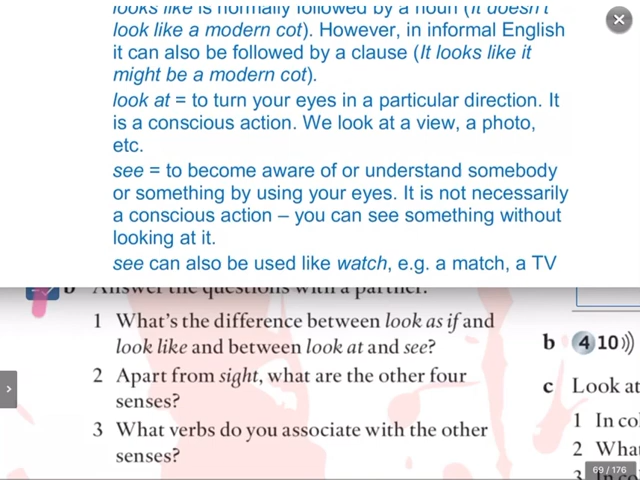 looks like is normally followed by a noun (It doesn't
look like a modern cot). However, in informal English
it can also be followed by a clause (It looks like it
might be a modern cot).
look at = to turn your eyes in a particular direction. It
is a conscious action. We look at a view, a photo,
etc.
see = to become aware of or understand somebody
or something by using your eyes. It is not necessarily
a conscious action – you can see something without
looking at it.
see can also be used like watch, e.g. a match, a TV
b Answer the questions with a partner.
1 What's the difference between look as if and
look like and between look at and see?
2 Apart from sight, what are the other four
senses?
3 What verbs do you associate with the other
senses?
b 4 10))
c Look at
1 In co
2 Wha
3 In co
69 / 176